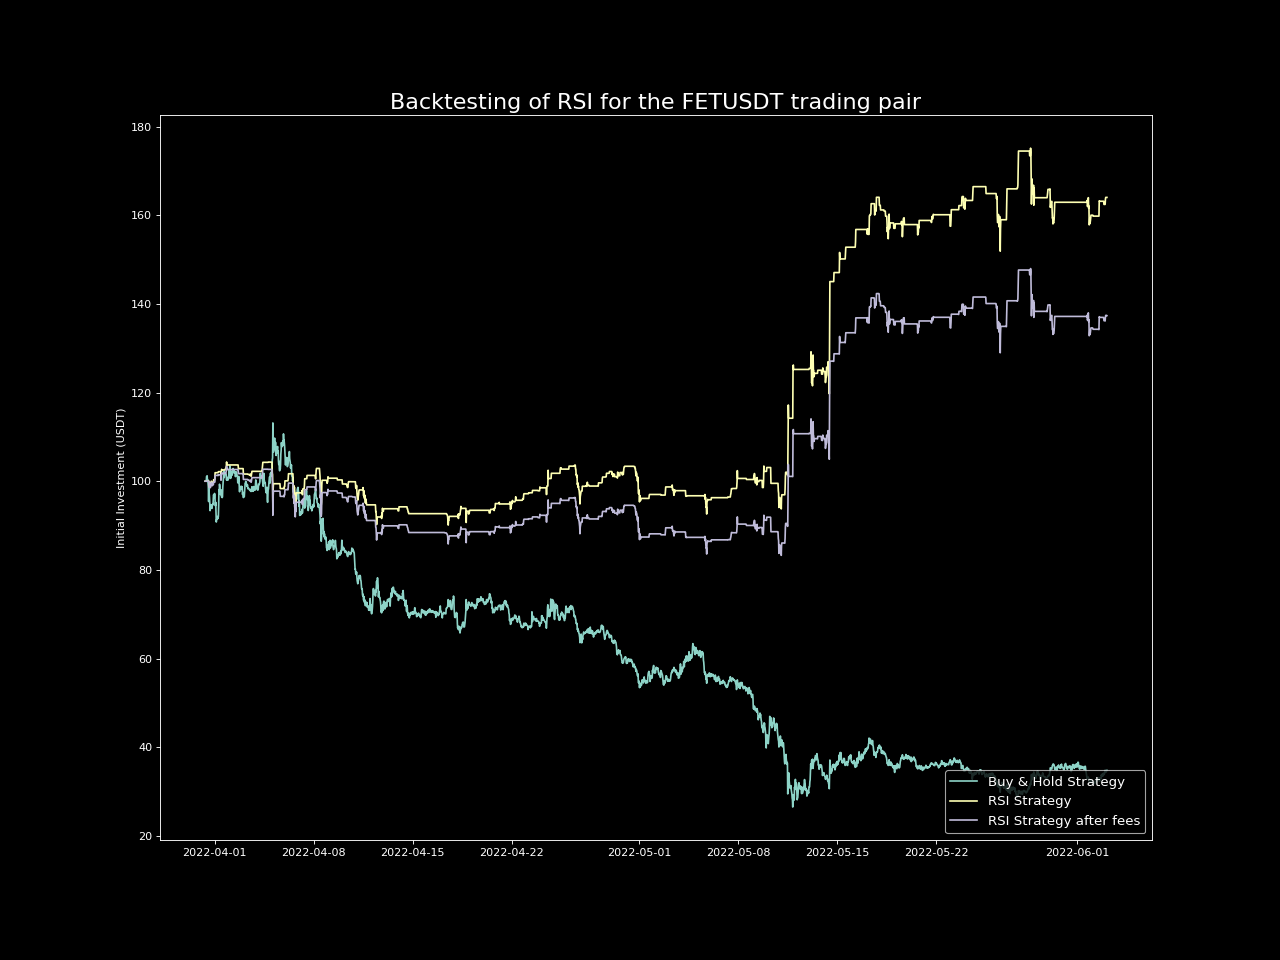 Backtesting of RSI for the FETUSDT trading pair
Initial Investment (USDT)
180
160
140
120
100
80
60
40
20
2022-04-01 2022-04-08 2022-04-15 2022-04-22 2022-05-01 2022-05-08 2022-05-15 2022-05-22 2022-06-01
Buy & Hold Strategy
RSI Strategy
RSI Strategy after fees